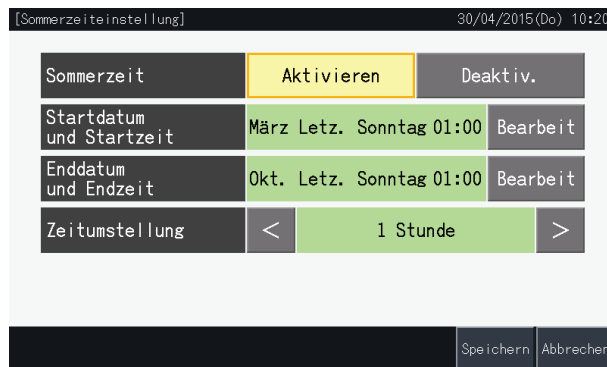 [Sommerzeiteinstellung] 30/04/2015(Do) 10:20
Sommerzeit Aktivieren Deaktiv.
Startdatum
und Startzeit März Letz. Sonntag 01:00 Bearbeit
Enddatum
und Endzeit Okt. Letz. Sonntag 01:00 Bearbeit
Zeitumstellung < 1 Stunde >
Speichern Abbrechen